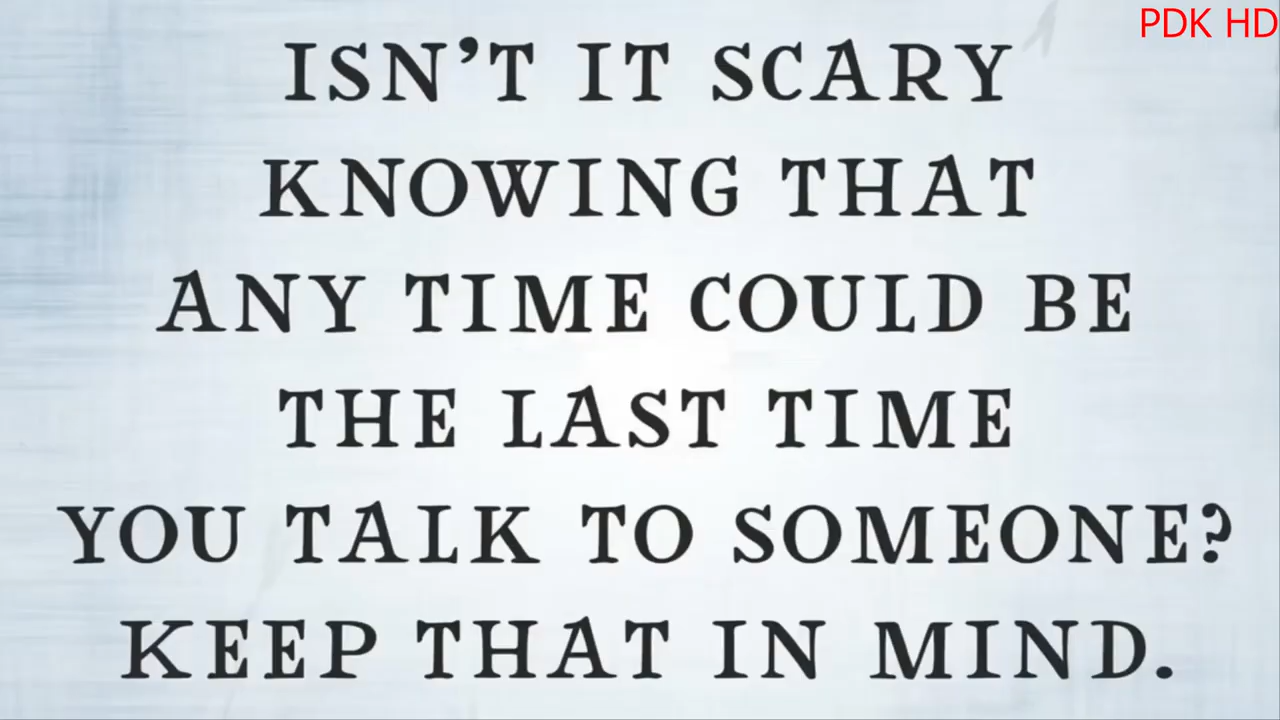 PDK HD
ISN'T IT SCARY
KNOWING THAT
ANY TIME COULD BE
THE LAST TIME
YOU TALK TO SOMEONE?
KEEP THAT IN MIND.